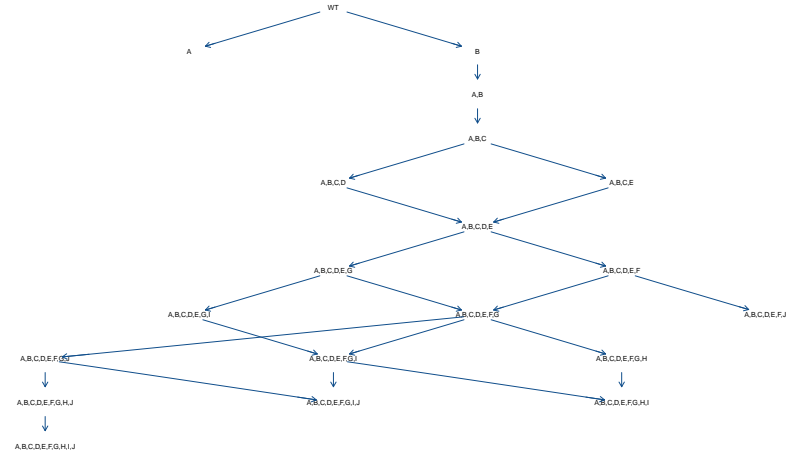 WT
A
B
A,B
A,B,C
A,B,C,D
A,B,C,E
A,B,C,D,E
A,B,C,D,E,G
A,B,C,D,E,F
A,B,C,D,E,G,I
A,B,C,D,E,F,G
A,B,C,D,E,F,J
A,B,C,D,E,F,G,J
A,B,C,D,E,F,G,I
A,B,C,D,E,F,G,H
A,B,C,D,E,F,G,H,J
A,B,C,D,E,F,G,I,J
A,B,C,D,E,F,G,H,I
A,B,C,D,E,F,G,H,I,J